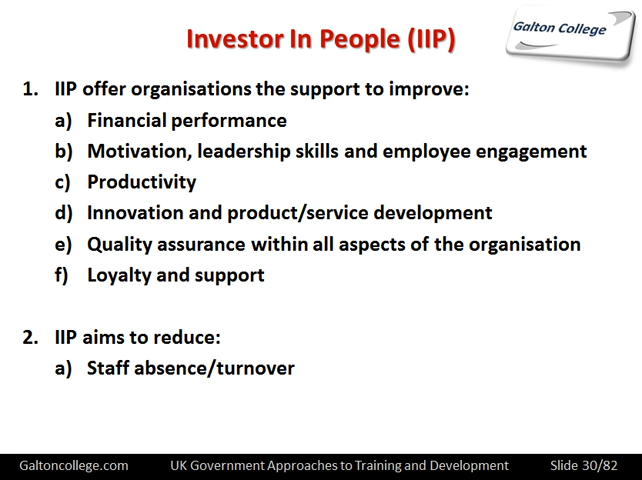 Investor In People (IIP)
Galton College
1. IIP offer organisations the support to improve:
a) Financial performance
b) Motivation, leadership skills and employee engagement
c) Productivity
d) Innovation and product/service development
e) Quality assurance within all aspects of the organisation
f) Loyalty and support
2. IIP aims to reduce:
a) Staff absence/turnover
Galtoncollege.com UK Government Approaches to Training and Development Slide 30/82